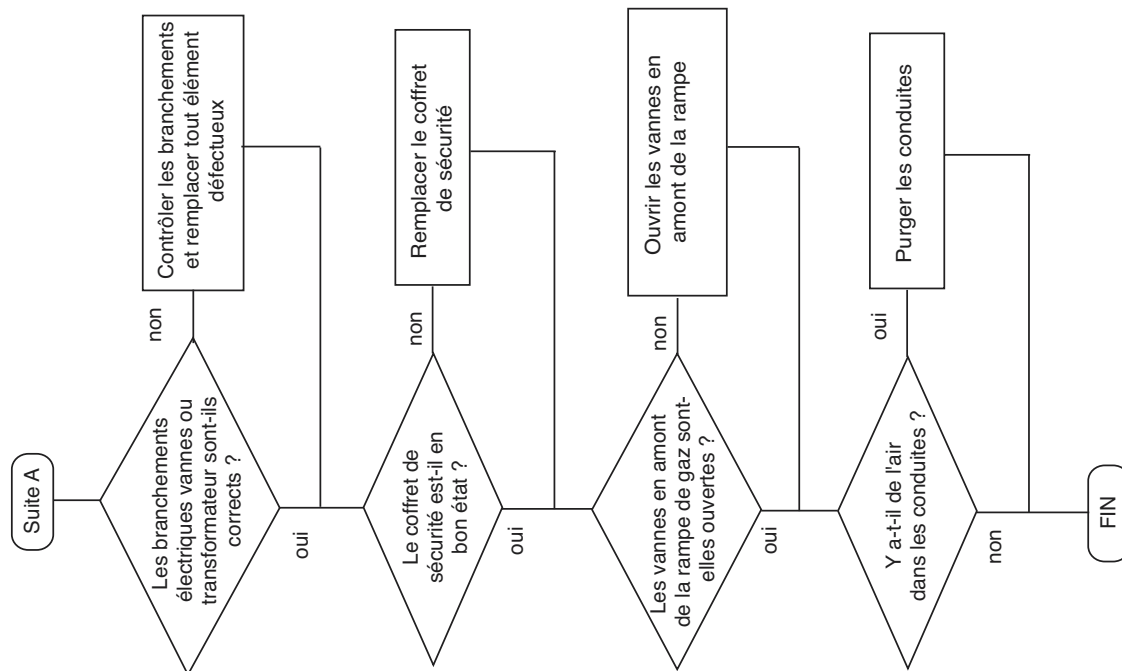 Suite A
Les branchements
électriques vannes ou
transformateur sont-ils
corrects ?
non
Contrôler les branchements
et remplacer tout élément
défectueux
oui
Le coffret de
sécurité est-il en
bon état ?
non
Remplacer le coffret
de sécurité
oui
Les vannes en amont
de la rampe de gaz sont-
elles ouvertes ?
non
Ouvrir les vannes en
amont de la rampe
oui
Y a-t-il de l'air
dans les conduites ?
oui
Purger les conduites
non
FIN